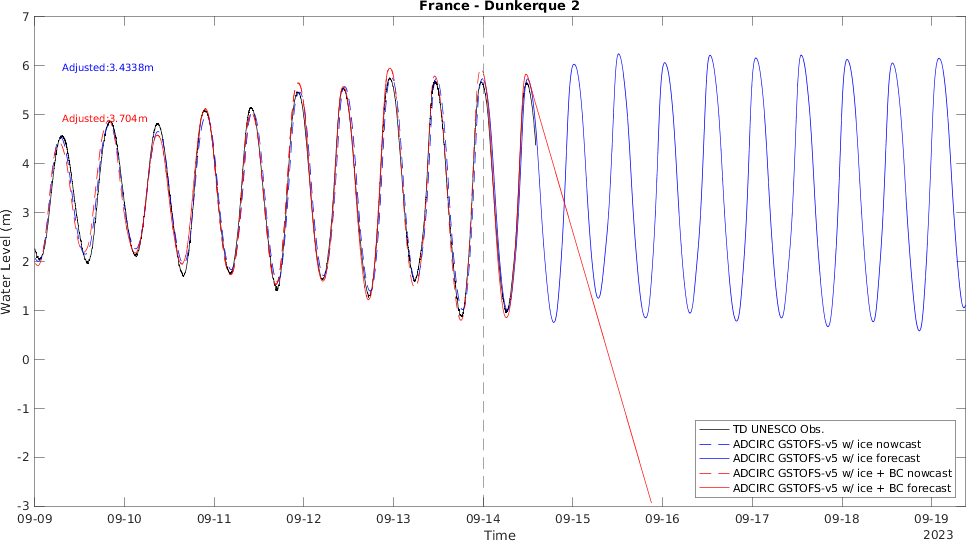 France - Dunkerque 2
7
6
5
4
3
2
1
0
-1
-2
-3
Water Level (m)
Adjusted:3.4338m
Adjusted:3.704m
TD UNESCO Obs.
ADCIRC GSTOFS-v5 w/ ice nowcast
ADCIRC GSTOFS-v5 w/ ice forecast
ADCIRC GSTOFS-v5 w/ ice + BC nowcast
ADCIRC GSTOFS-v5 w/ ice + BC forecast
09-09 09-10 09-11 09-12 09-13 09-14 09-15 09-16 09-17 09-18 09-19
Time
2023